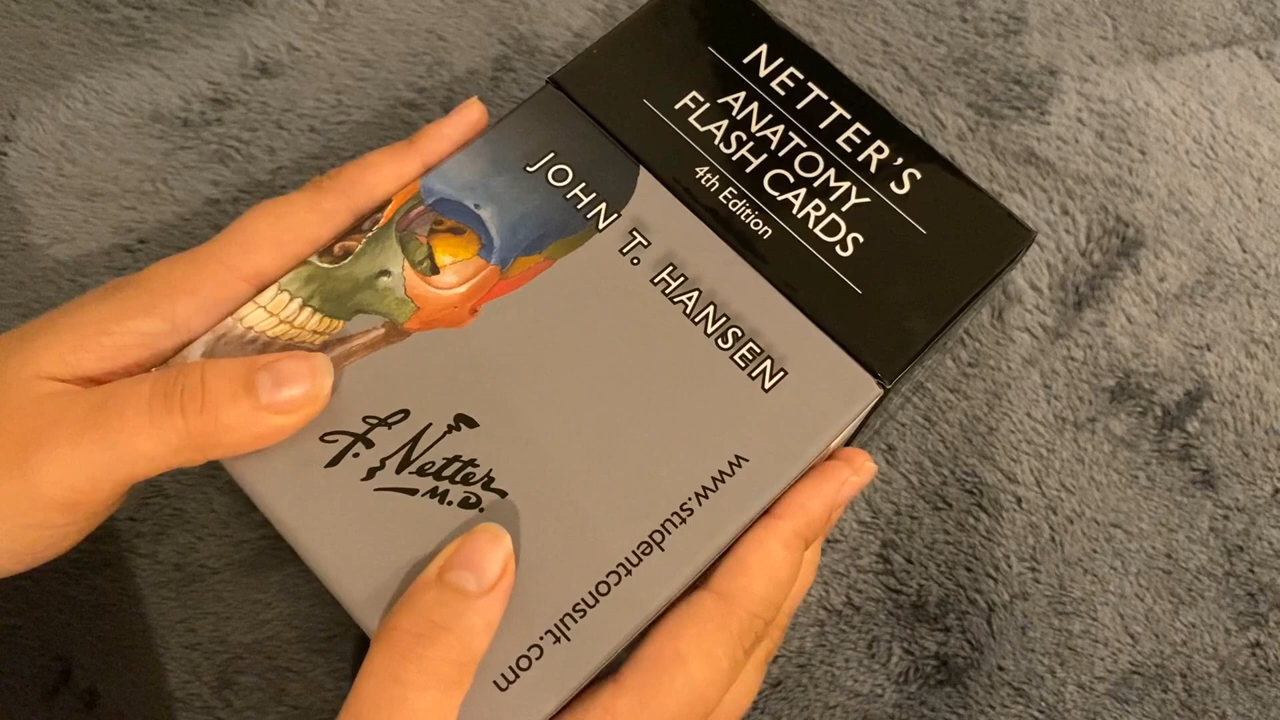 NETTER'S
ANATOMY
FLASH CARDS
4th Edition
JOHN T. HANSEN
F. Netter
M.D.
www.studentconsult.com